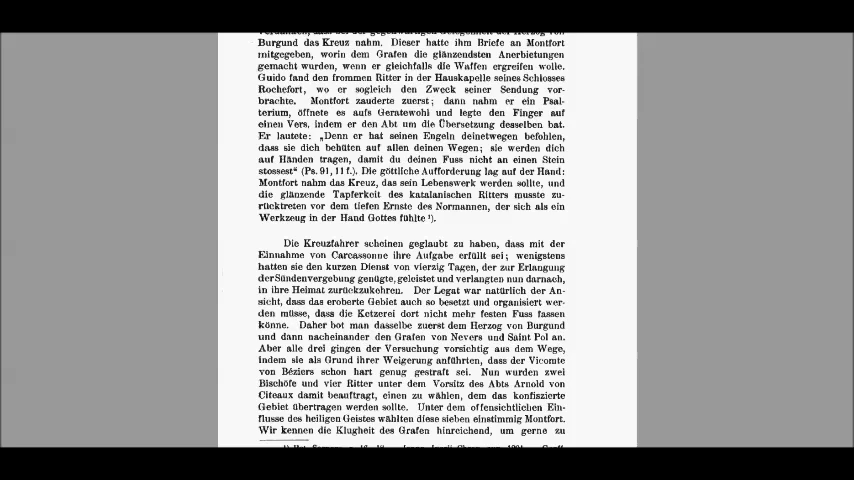 Burgund das Kreuz nahm. Dieser hatte ihm Briefe an Montfort
mitgegeben, worin dem Grafen die glänzendsten Anerbietungen
gemacht wurden, wenn er gleichfalls die Waffen ergreifen wolle.
Guido fand den frommen Ritter in der Hauskapelle seines Schlosses
Rochefort, wo er sogleich den Zweck seiner Sendung vor-
brachte. Montfort zauderte zuerst; dann nahm er ein Psal-
terium, öffnete es aufs Geratewohl und legte den Finger auf
einen Vers, indem er den Abt um die Übersetzung desselben bat.
Er lautete: „Denn er hat seinen Engeln deinetwegen befohlen,
dass sie dich behüten auf allen deinen Wegen; sie werden dich
auf Händen tragen, damit du deinen Fuss nicht an einen Stein
stossest“ (Ps. 91, 11 f.). Die göttliche Aufforderung lag auf der Hand:
Montfort nahm das Kreuz, das sein Lebenswerk werden sollte, und
die glänzende Tapferkeit des katalanischen Ritters musste zu-
rücktreten vor dem tiefen Ernste des Normannen, der sich als ein
Werkzeug in der Hand Gottes fühlte ¹).
Die Kreuzfahrer scheinen geglaubt zu haben, dass mit der
Einnahme von Carcassonne ihre Aufgabe erfüllt sei; wenigstens
hatten sie den kurzen Dienst von vierzig Tagen, der zur Erlangung
der Sündenvergebung genügte, geleistet und verlangten nun darnach,
in ihre Heimat zurückzukehren. Der Legat war natürlich der An-
sicht, dass das eroberte Gebiet auch so besetzt und organisiert wer-
den müsse, dass die Ketzerei dort nicht mehr festen Fuss fassen
könne. Daher bot man dasselbe zuerst dem Herzog von Burgund
und dann nacheinander den Grafen von Nevers und Saint Pol an.
Aber alle drei gingen der Versuchung vorsichtig aus dem Wege,
indem sie als Grund ihrer Weigerung anführten, dass der Vicomte
von Béziers schon hart genug gestraft sei. Nun wurden zwei
Bischöfe und vier Ritter unter dem Vorsitz des Abts Arnold von
Citeaux damit beauftragt, einen zu wählen, dem das konfiszierte
Gebiet übertragen werden sollte. Unter dem offensichtlichen Ein-
flusse des heiligen Geistes wählten diese sieben einstimmig Montfort.
Wir kennen die Klugheit des Grafen hinreichend, um gerne zu